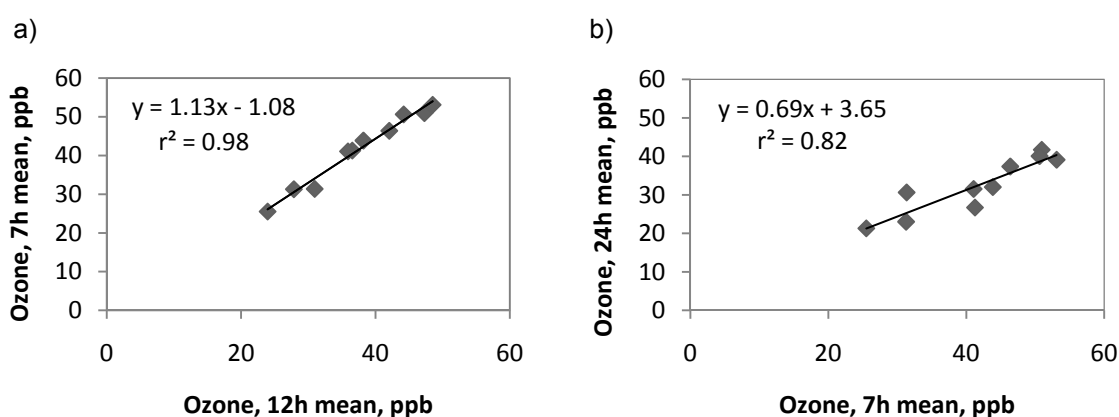 a)
Ozone, 7h mean, ppb
60
50
40
30
20
10
0
y = 1.13x - 1.08
r² = 0.98
0 20 40 60
Ozone, 12h mean, ppb
b)
Ozone, 24h mean, ppb
60
50
40
30
20
10
0
y = 0.69x + 3.65
r² = 0.82
0 20 40 60
Ozone, 7h mean, ppb